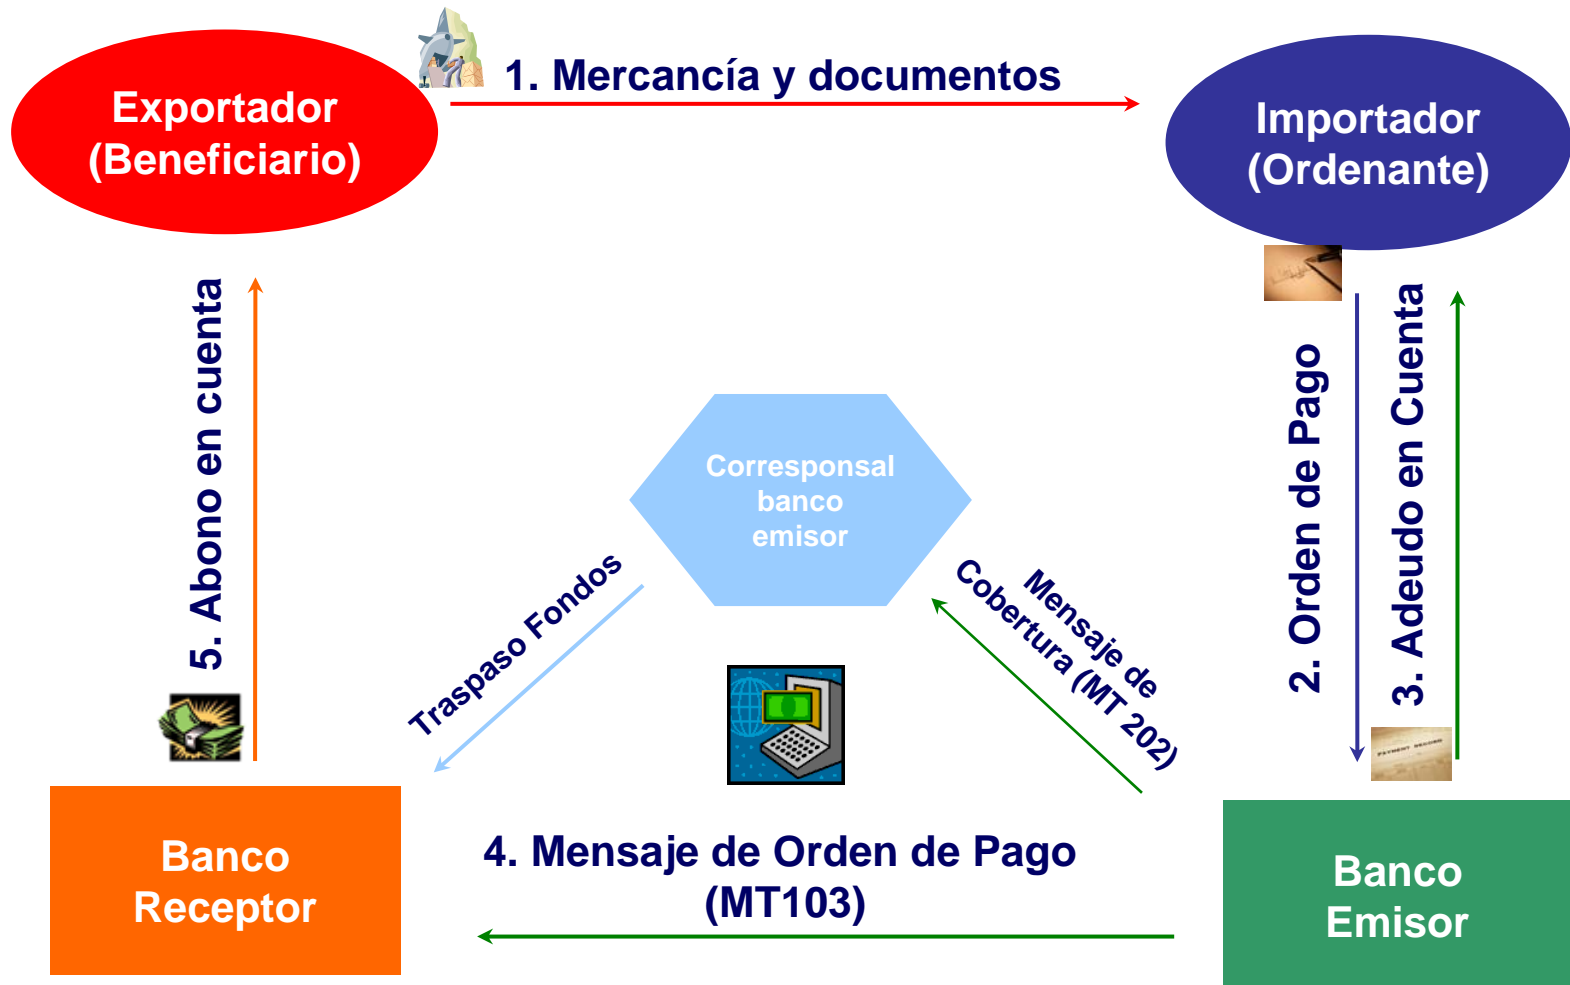 1. Mercancía y documentos
Exportador
(Beneficiario)
Importador
(Ordenante)
5. Abono en cuenta
2. Orden de Pago
3. Adeudo en Cuenta
Corresponsal
banco
emisor
Traspaso Fondos
Mensaje de
Cobertura (MT 202)
PAYMENT RECORD
4. Mensaje de Orden de Pago
(MT103)
Banco
Receptor
Banco
Emisor